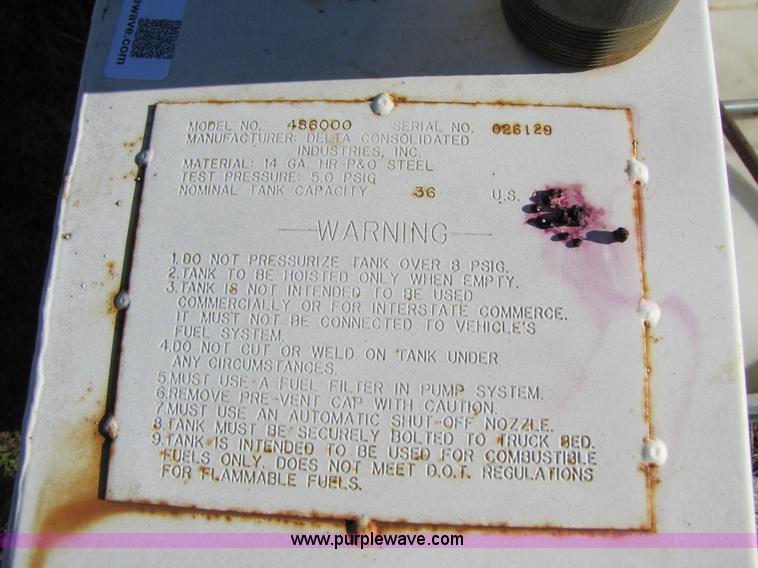 ewave.com
MODEL NO. 486000 SERIAL NO. 026129
MANUFACTURER: DELTA CONSOLIDATED
INDUSTRIES, INC.
MATERIAL: 14 GA. HR-P&O STEEL
TEST PRESSURE: 5.0 PSIG
NOMINAL TANK CAPACITY 36 U.S.
WARNING
1. DO NOT PRESSURIZE TANK OVER 3 PSIG.
2. TANK TO BE HOISTED ONLY WHEN EMPTY.
3. TANK IS NOT INTENDED TO BE USED
COMMERCIALLY OR FOR INTERSTATE COMMERCE.
IT MUST NOT BE CONNECTED TO VEHICLE'S
FUEL SYSTEM.
4. DO NOT CUT OR WELD ON TANK UNDER
ANY CIRCUMSTANCES.
5. MUST USE A FUEL FILTER IN PUMP SYSTEM.
6. REMOVE PRE-VENT CAP WITH CAUTION.
7. MUST USE AN AUTOMATIC SHUT-OFF NOZZLE.
8. TANK MUST BE SECURELY BOLTED TO TRUCK BED.
9. TANK IS INTENDED TO BE USED FOR COMBUSTIBLE
FUELS ONLY. DOES NOT MEET D.O.T. REGULATIONS
FOR FLAMMABLE FUELS.
www.purplewave.com